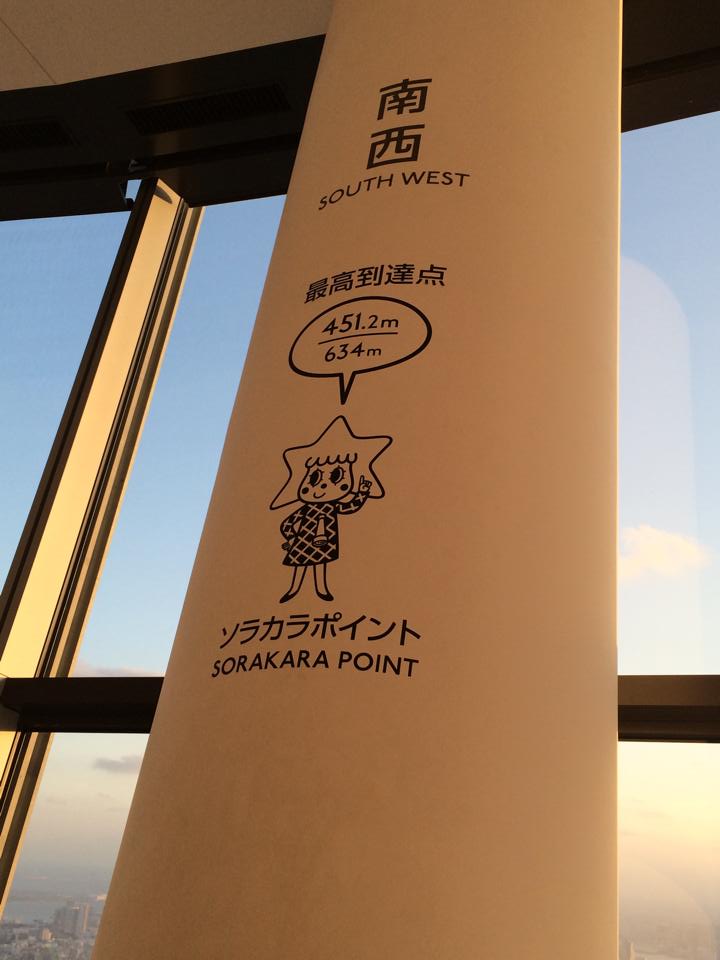 南
西
SOUTH WEST
最高到達点
451.2m
634m
ソラカラポイント
SORAKARA POINT